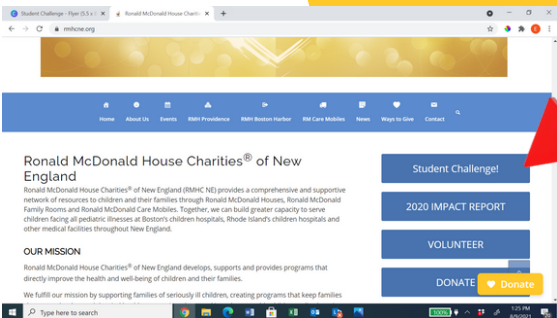 Student Challenge - Flyer (5.5 x
Ronald McDonald House Chariti
rmhcne.org
Home About Us Events RMH Providence RMH Boston Harbor RM Care Mobiles News Ways to Give Contact
Ronald McDonald House Charities® of New
England
Ronald McDonald House Charities® of New England (RMHC NE) provides a comprehensive and supportive
network of resources to children and their families through Ronald McDonald Houses, Ronald McDonald
Family Rooms and Ronald McDonald Care Mobiles. Together, we can build greater capacity to serve
children facing all pediatric illnesses at Boston's children hospitals, Rhode Island's children hospitals and
other medical facilities throughout New England.
OUR MISSION
Ronald McDonald House Charities® of New England develops, supports and provides programs that
directly improve the health and well-being of children and their families.
We fulfill our mission by supporting families of seriously ill children, creating programs that keep families
Student Challenge!
2020 IMPACT REPORT
VOLUNTEER
DONATE
Donate
Type here to search
100%
1:25 PM
8/9/2021